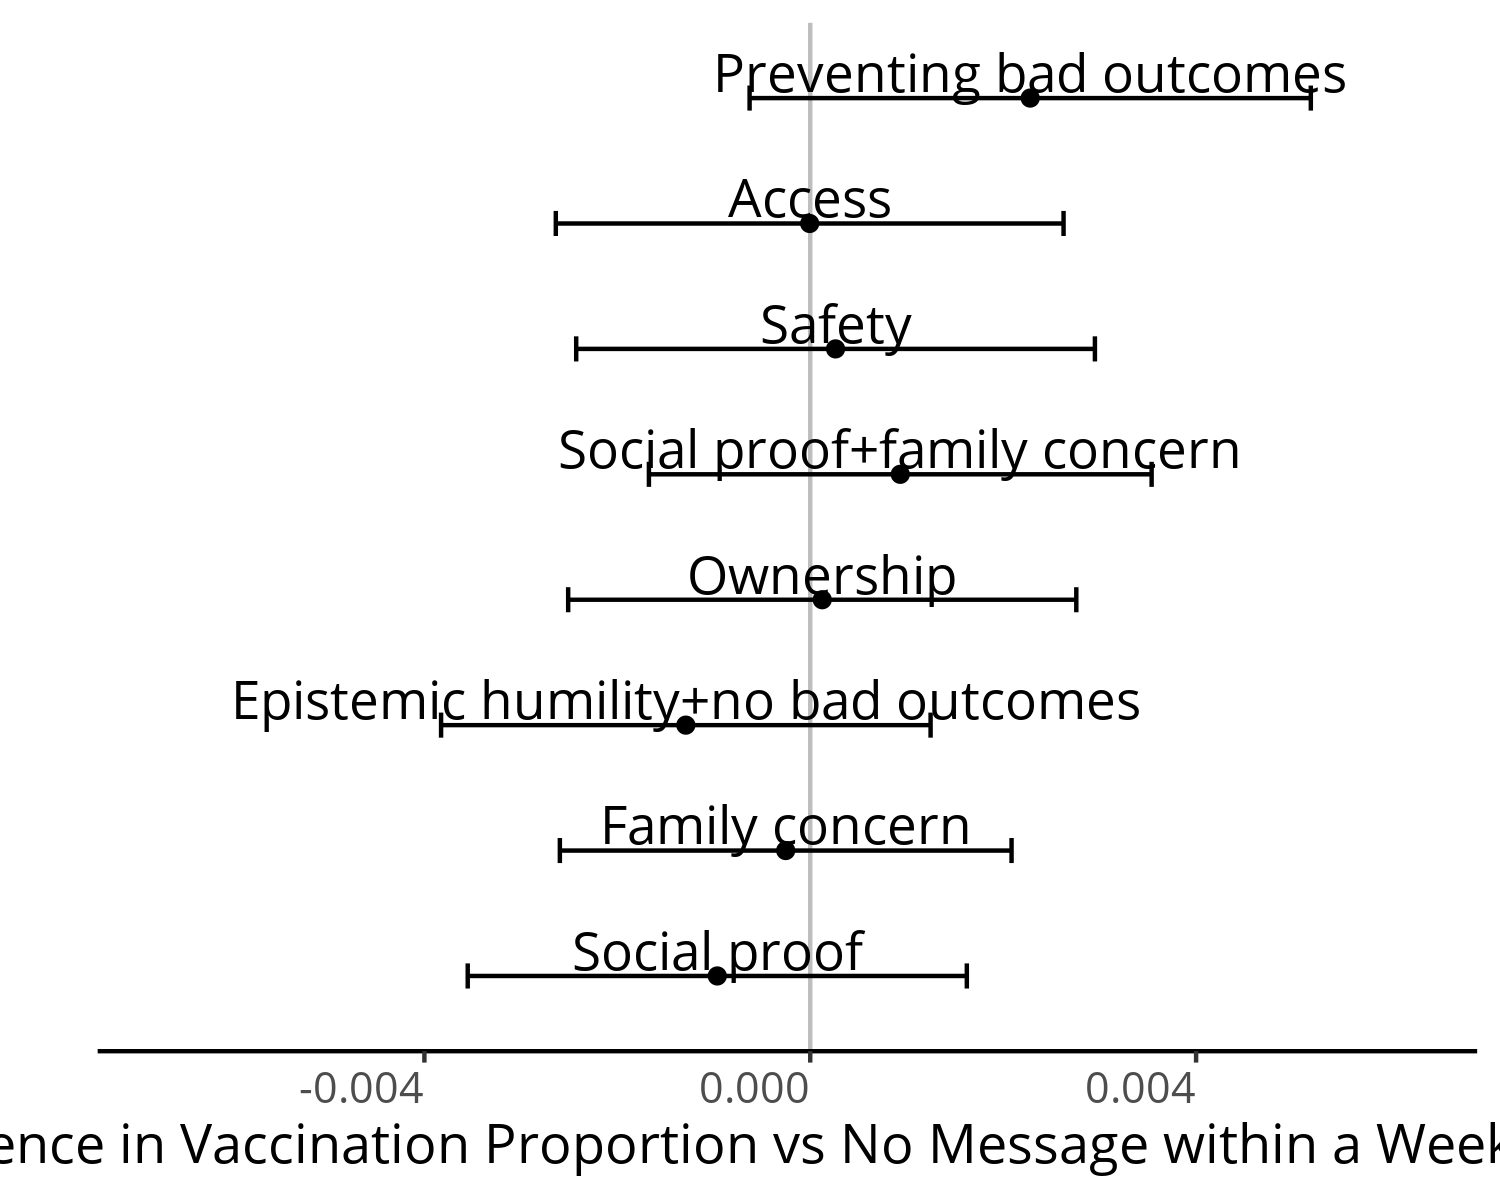 Preventing bad outcomes
Access
Safety
Social proof+family concern
Ownership
Epistemic humility+no bad outcomes
Family concern
Social proof
-0.004 0.000 0.004
ence in Vaccination Proportion vs No Message within a Week